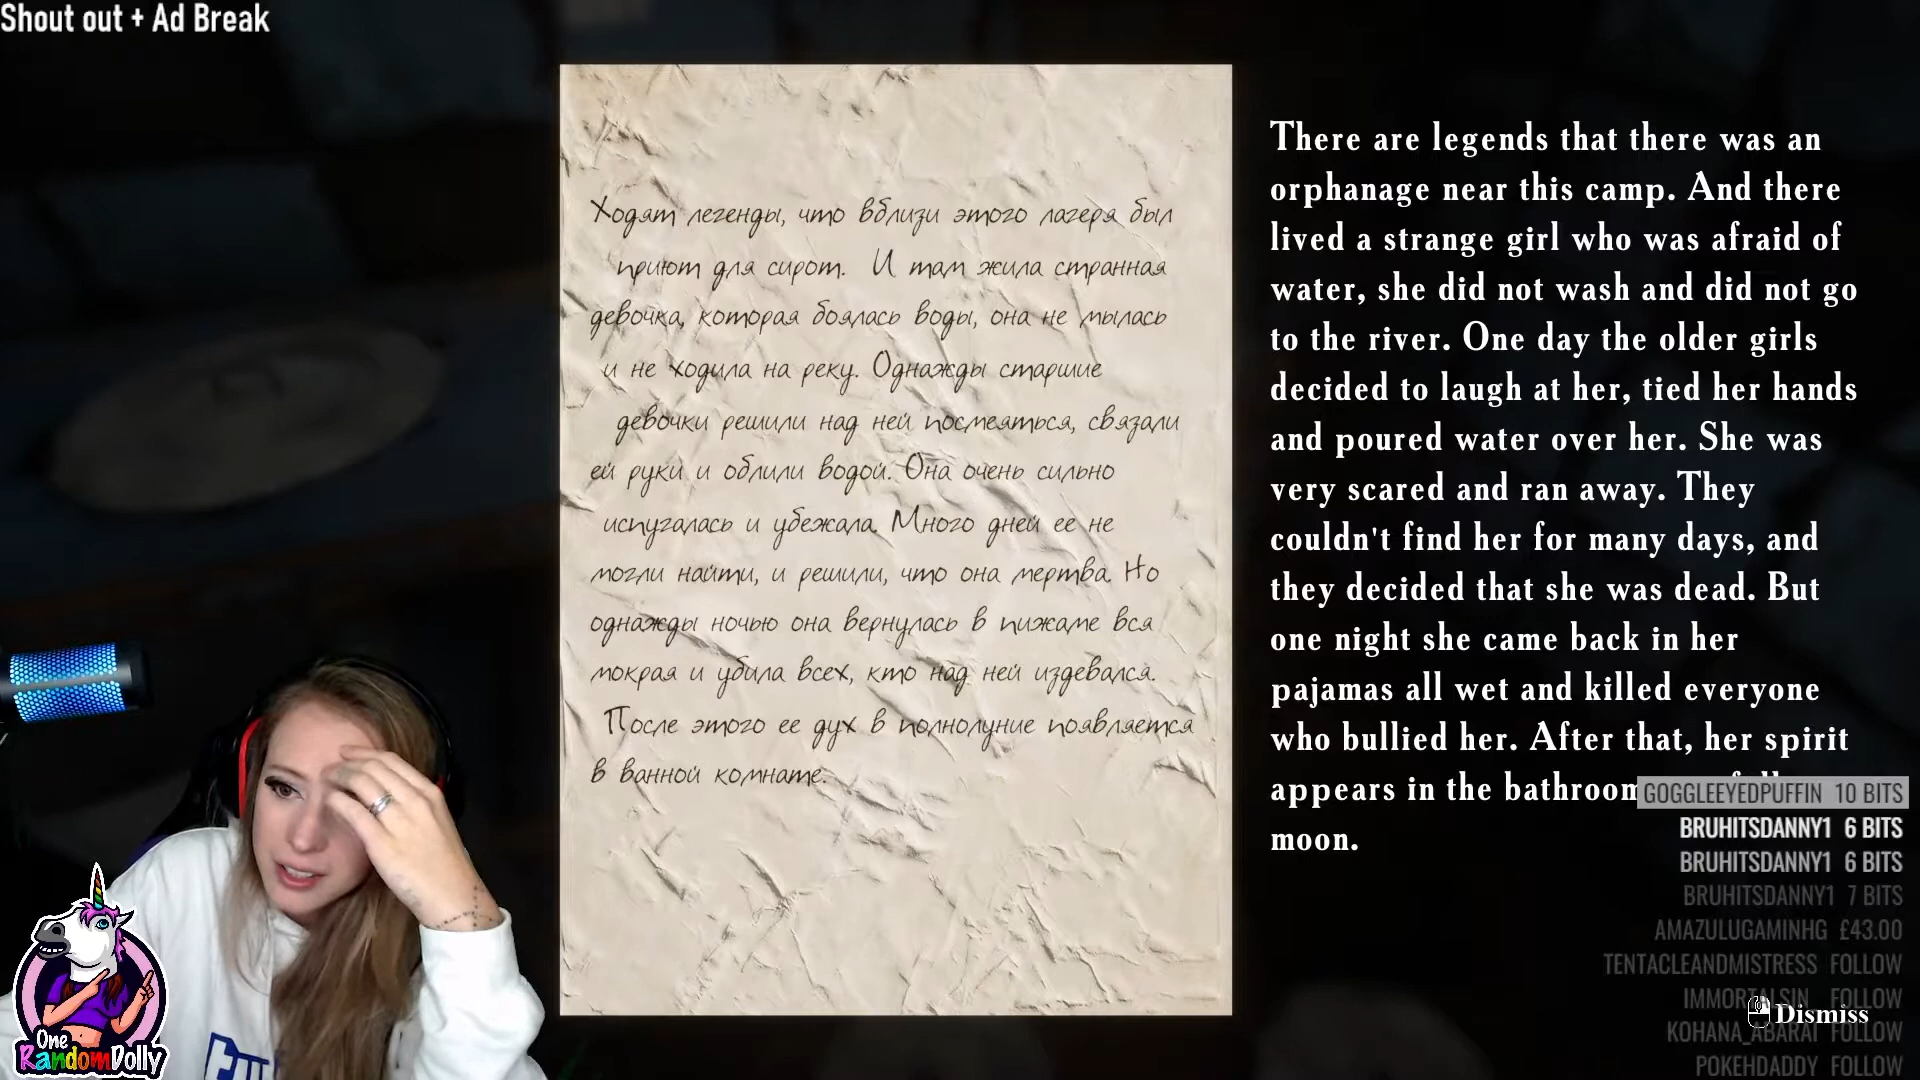 Shout out + Ad Break
Ходят легенды, что вблизи этого лагеря был
приют для сирот. И там жила странная
девочка, которая боялась воды, она не мылась
и не ходила на реку. Однажды старшие
девочки решили над ней посмеяться, связали
ей руки и облили водой. Она очень сильно
испугалась и убежала. Много дней ее не
могли найти, и решили, что она мертва. Но
однажды ночью она вернулась в пижаме вся
мокрая и убила всех, кто над ней издевался.
После этого ее дух в полнолуние появляется
в ванной комнате.
There are legends that there was an
orphanage near this camp. And there
lived a strange girl who was afraid of
water, she did not wash and did not go
to the river. One day the older girls
decided to laugh at her, tied her hands
and poured water over her. She was
very scared and ran away. They
couldn't find her for many days, and
they decided that she was dead. But
one night she came back in her
pajamas all wet and killed everyone
who bullied her. After that, her spirit
appears in the bathroom
moon.
GOGGLEEYEDPUFFIN 10 BITS
BRUHITSDANNY1 6 BITS
BRUHITSDANNY1 6 BITS
BRUHITSDANNY1 7 BITS
AMAZULUGAMINHG £43.00
TENTACLEANDMISTRESS FOLLOW
IMMORTALSIN_ FOLLOW
Dismiss
KOHANA_ABARAI FOLLOW
POKEHDADDY FOLLOW
One
RandomDolly